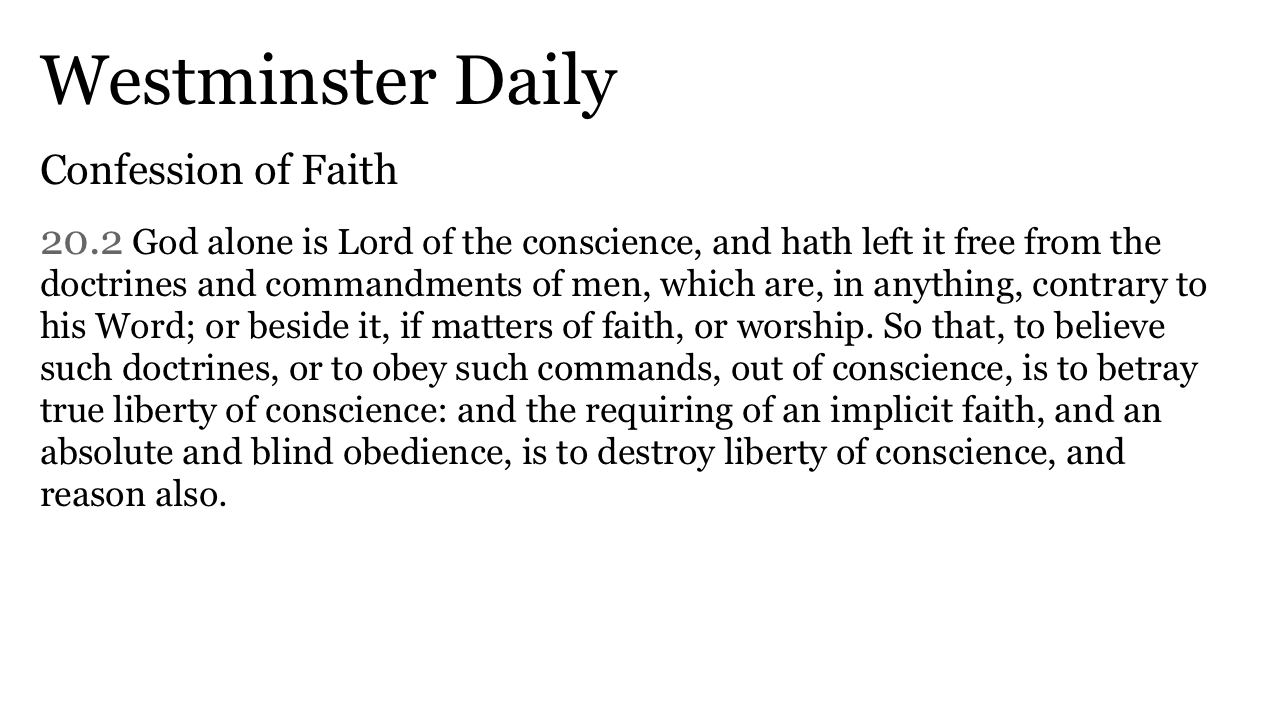 Westminster Daily
Confession of Faith
20.2 God alone is Lord of the conscience, and hath left it free from the
doctrines and commandments of men, which are, in anything, contrary to
his Word; or beside it, if matters of faith, or worship. So that, to believe
such doctrines, or to obey such commands, out of conscience, is to betray
true liberty of conscience: and the requiring of an implicit faith, and an
absolute and blind obedience, is to destroy liberty of conscience, and
reason also.